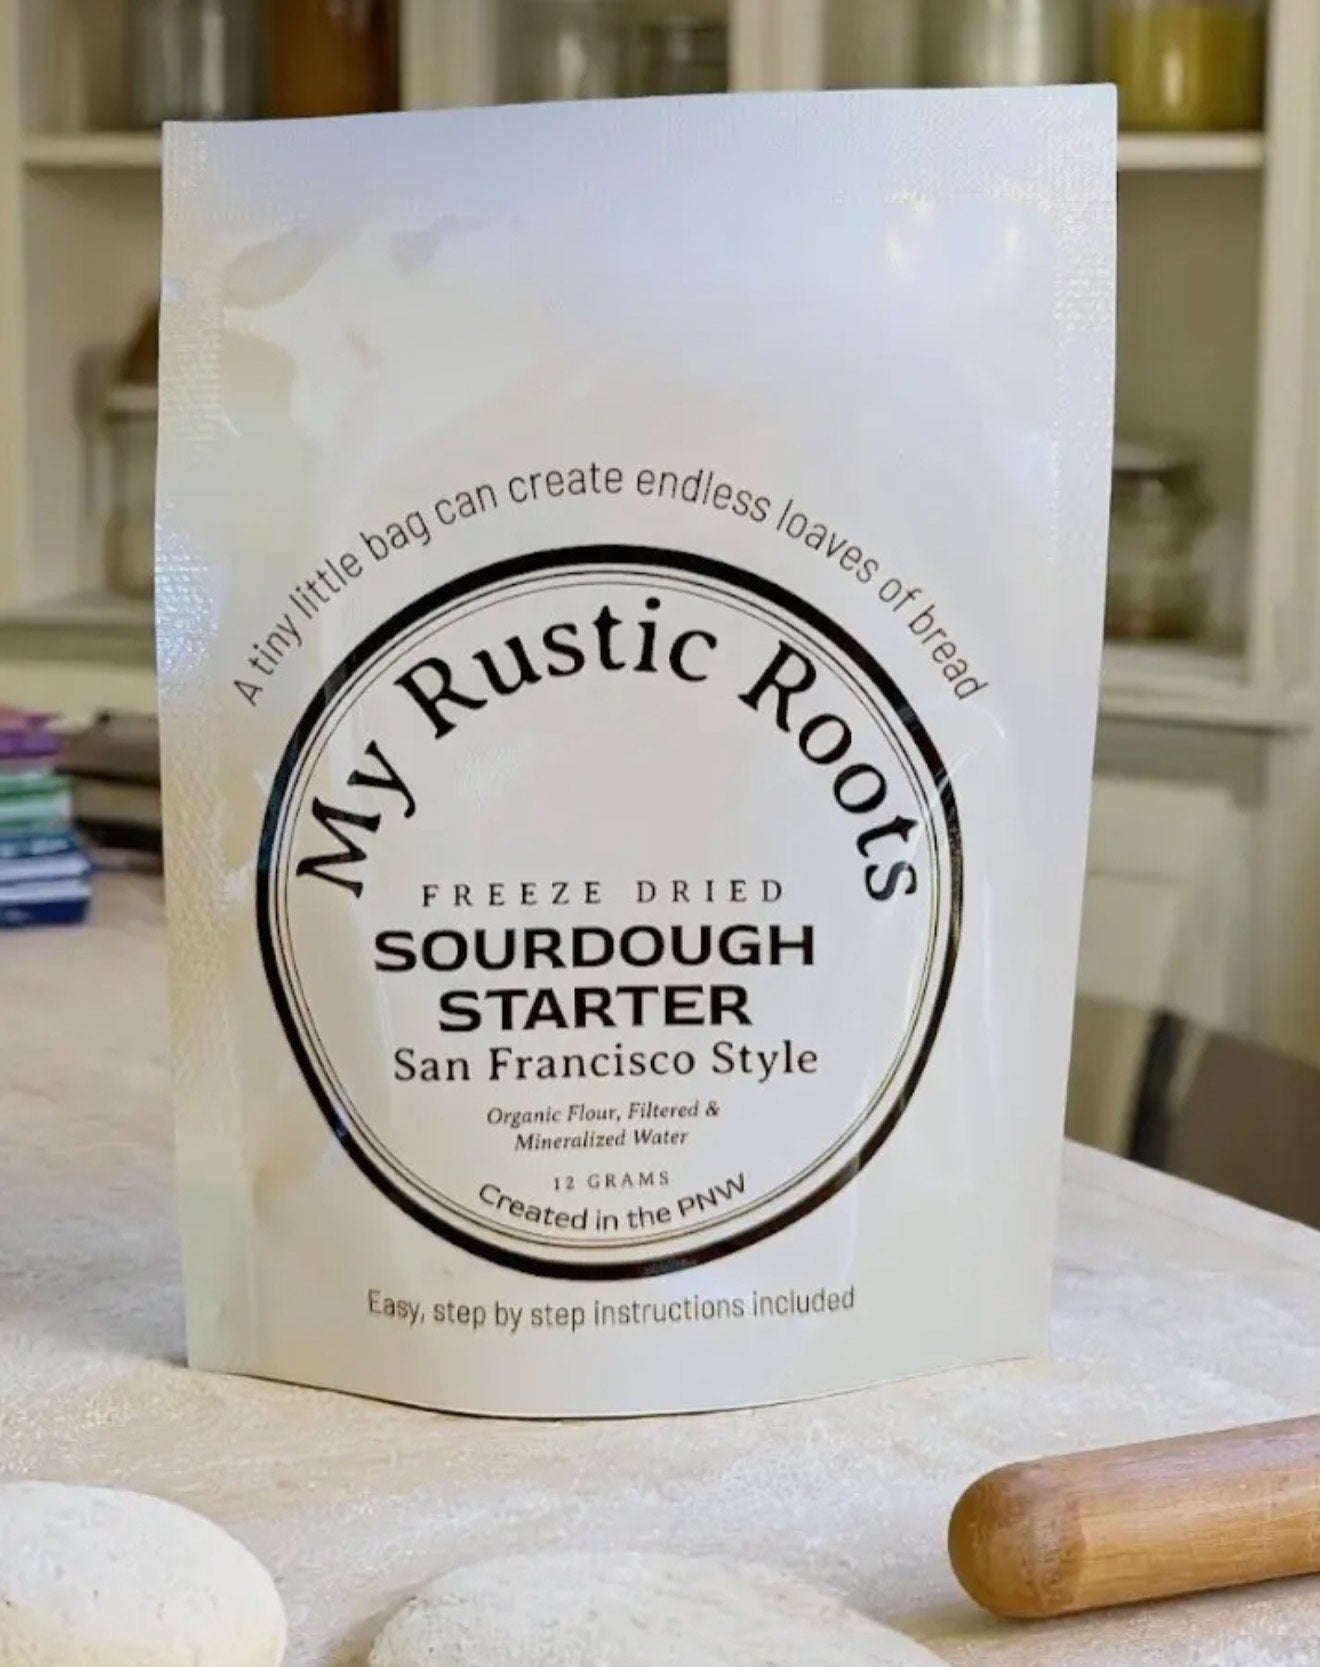 A tiny little bag can create endless loaves of bread
My Rustic Roots
FREEZE DRIED
SOURDOUGH
STARTER
San Francisco Style
Organic Flour, Filtered &
Mineralized Water
12 GRAMS
Created in the PNW
Easy, step by step instructions included